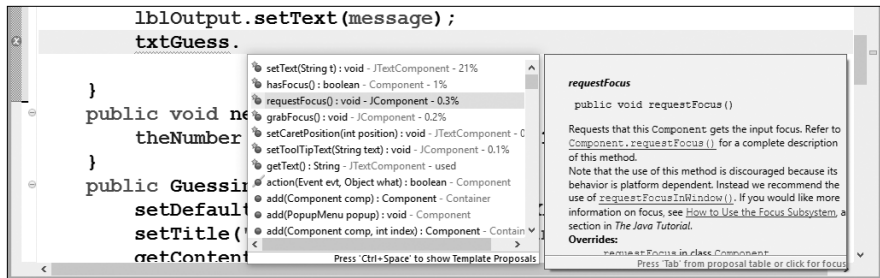 lblOutput.setText(message);
txtGuess.
}
public void ne
theNumber
}
public Guessin
setDefault
setTitle("
getContent
setText(String t) : void - JTextComponent - 21%
hasFocus() : boolean - Component - 1%
requestFocus() : void - JComponent - 0.3%
grabFocus() : void - JComponent - 0.2%
setCaretPosition(int position) : void - JTextComponent - 0
setToolTipText(String text) : void - JComponent - 0.1%
getText() : String - JTextComponent - used
action(Event evt, Object what) : boolean - Component
add(Component comp) : Component - Container
add(PopupMenu popup) : void - Component
add(Component comp, int index) : Component - Contain
Press 'Ctrl+Space' to show Template Proposals
requestFocus
public void requestFocus()
Requests that this Component gets the input focus. Refer to
Component.requestFocus() for a complete description
of this method.
Note that the use of this method is discouraged because its
behavior is platform dependent. Instead we recommend the
use of requestFocusInWindow(). If you would like more
information on focus, see How to Use the Focus Subsystem, a
section in The Java Tutorial.
Overrides:
requestFocus in class Component
Press 'Tab' from proposal table or click for focus